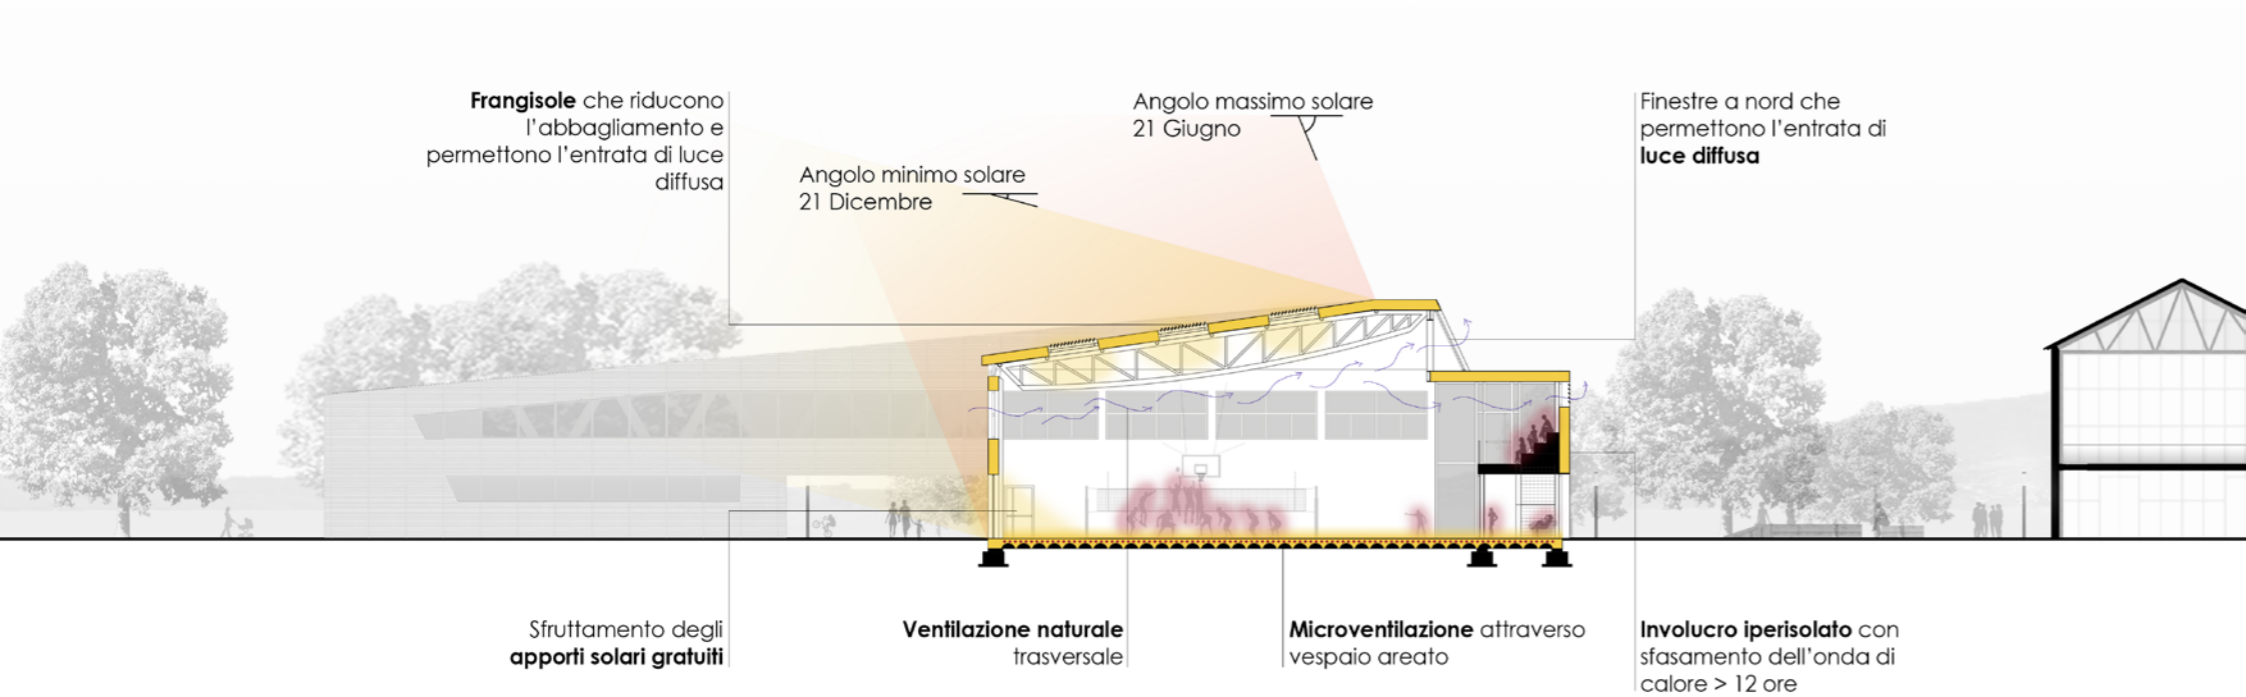 Frangisole che riducono
l'abbagliamento e
permettono l'entrata di luce
diffusa
Angolo minimo solare
21 Dicembre
Angolo massimo solare
21 Giugno
Finestre a nord che
permettono l'entrata di
luce diffusa
Sfruttamento degli
apporti solari gratuiti
Ventilazione naturale
trasversale
Microventilazione attraverso
vespaio areato
Involucro iperisolato con
sfasamento dell'onda di
calore > 12 ore